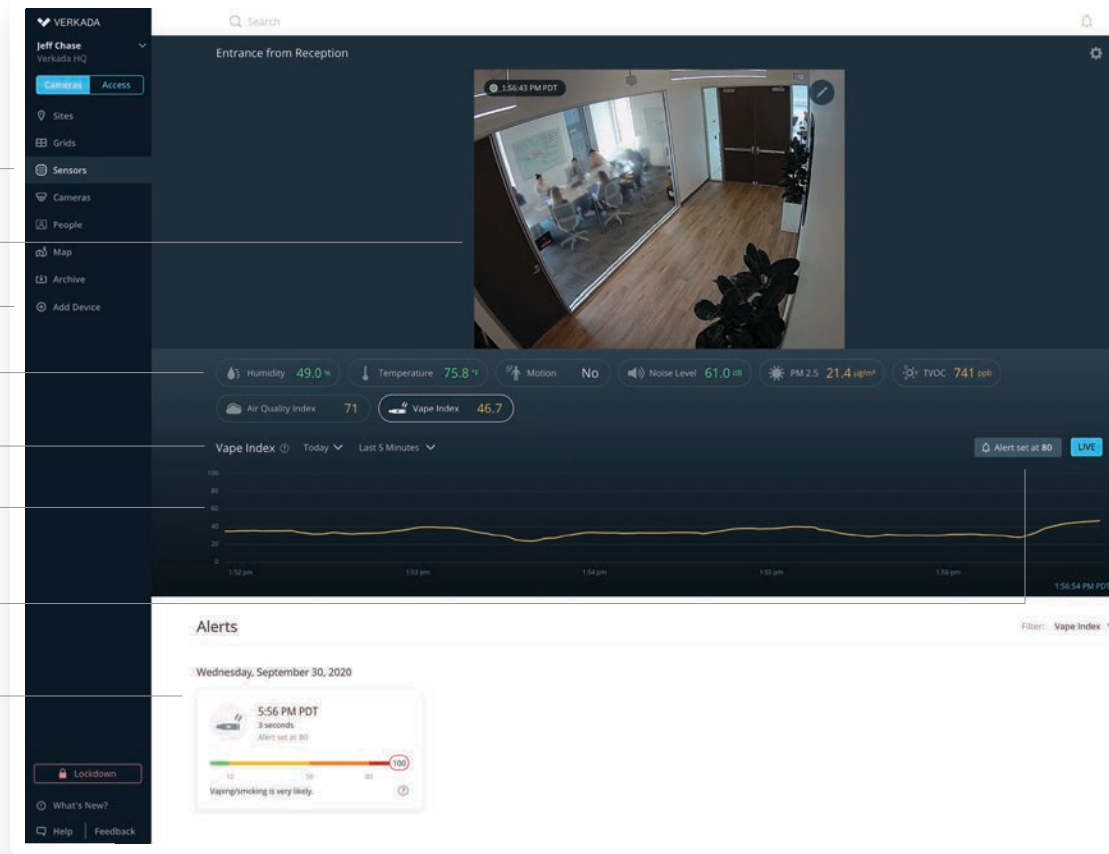 VERKADA
Search
Jeff Chase
Verkada HQ
Cameras Access
Sites
Grids
Sensors
Cameras
People
Map
Archive
Add Device
Lockdown
What's New?
Help Feedback
Entrance from Reception
1:56:43 PM PDT
Humidity 49.0 % Temperature 75.8 °F Motion No Noise Level 61.0 dB PM 2.5 21.4 µg/m³ TVOC 741 ppb
Air Quality Index 71 Vape Index 46.7
Vape Index Today Last 5 Minutes Alert set at 80 LIVE
100
80
60
40
20
0
1:52 pm 1:53 pm 1:54 pm 1:55 pm 1:56 pm
1:56:54 PM PDT
Alerts Filter: Vape Index
Wednesday, September 30, 2020
5:56 PM PDT
3 seconds
Alert set at 80
100
10 50 80
Vaping/smoking is very likely.